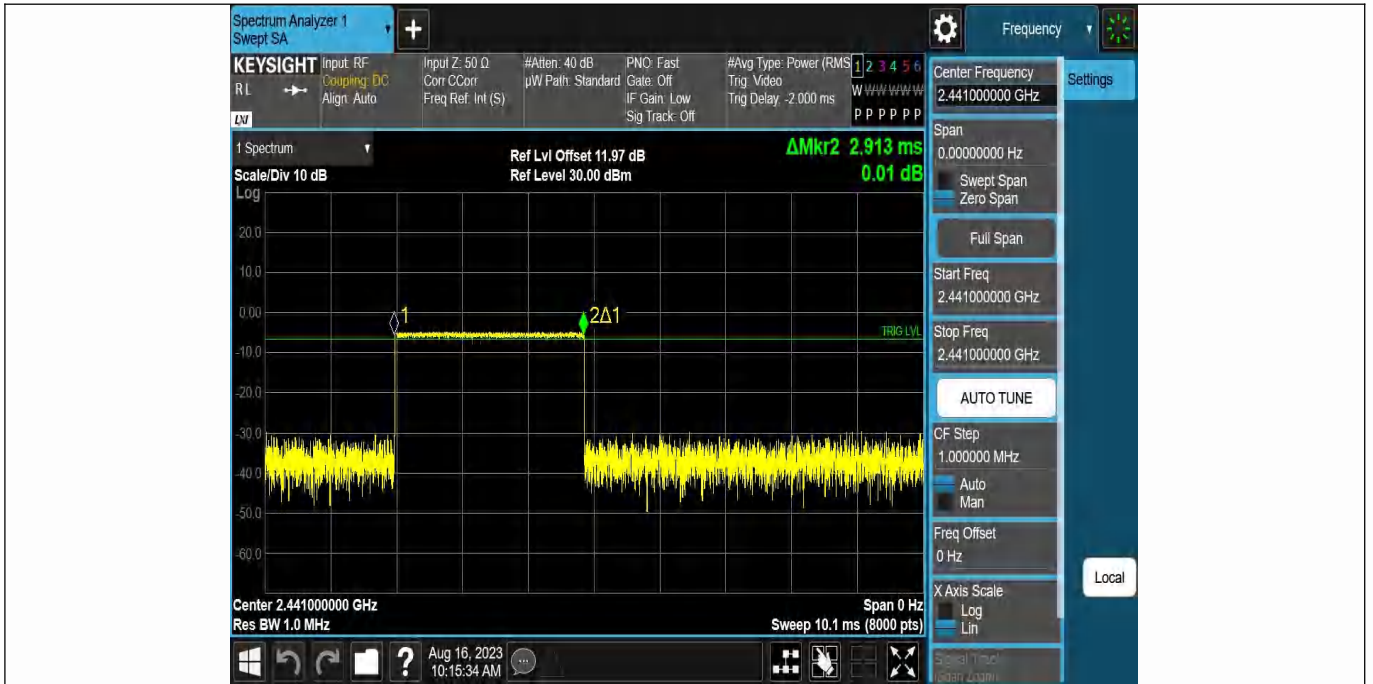 Spectrum Analyzer 1
Swept SA
Frequency
KEYSIGHT
R L
LXI
Input: RF
Coupling: DC
Align: Auto
Input Z: 50 Ω
Corr CCorr
Freq Ref: Int (S)
#Atten: 40 dB
µW Path: Standard
PNO: Fast
Gate: Off
IF Gain: Low
Sig Track: Off
#Avg Type: Power (RMS
Trig: Video
Trig Delay: -2.000 ms
1 2 3 4 5 6
W W W W W W
P P P P P P
1 Spectrum
Scale/Div 10 dB
Log
Ref Lvl Offset 11.97 dB
Ref Level 30.00 dBm
ΔMkr2 2.913 ms
0.01 dB
20.0
10.0
0.00
-10.0
-20.0
-30.0
-40.0
-50.0
-60.0
1
2Δ1
TRIG LVL
Center 2.441000000 GHz
Res BW 1.0 MHz
Span 0 Hz
Sweep 10.1 ms (8000 pts)
Aug 16, 2023
10:15:34 AM
?
Center Frequency
2.441000000 GHz
Settings
Span
0.00000000 Hz
Swept Span
Zero Span
Full Span
Start Freq
2.441000000 GHz
Stop Freq
2.441000000 GHz
AUTO TUNE
CF Step
1.000000 MHz
Auto
Man
Freq Offset
0 Hz
X Axis Scale
Log
Lin
Signal Track
(Span Zoom)
Local